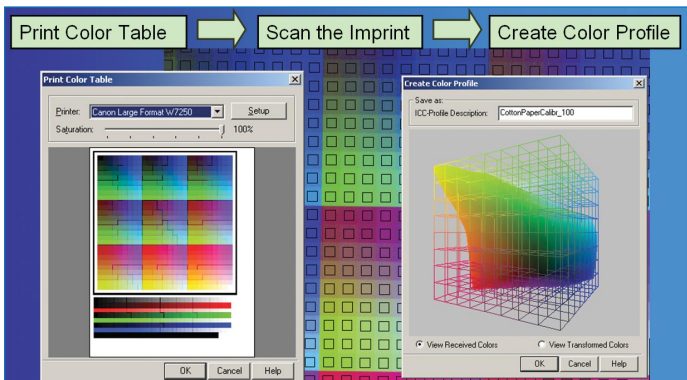 Print Color Table
Scan the Imprint
Create Color Profile
Print Color Table
Printer: Canon Large Format W7250 Setup
Saturation: 100%
OK Cancel Help
Create Color Profile
Save as:
ICC-Profile Description: CottonPaperCalibr_100
View Received Colors View Transformed Colors
OK Cancel Help